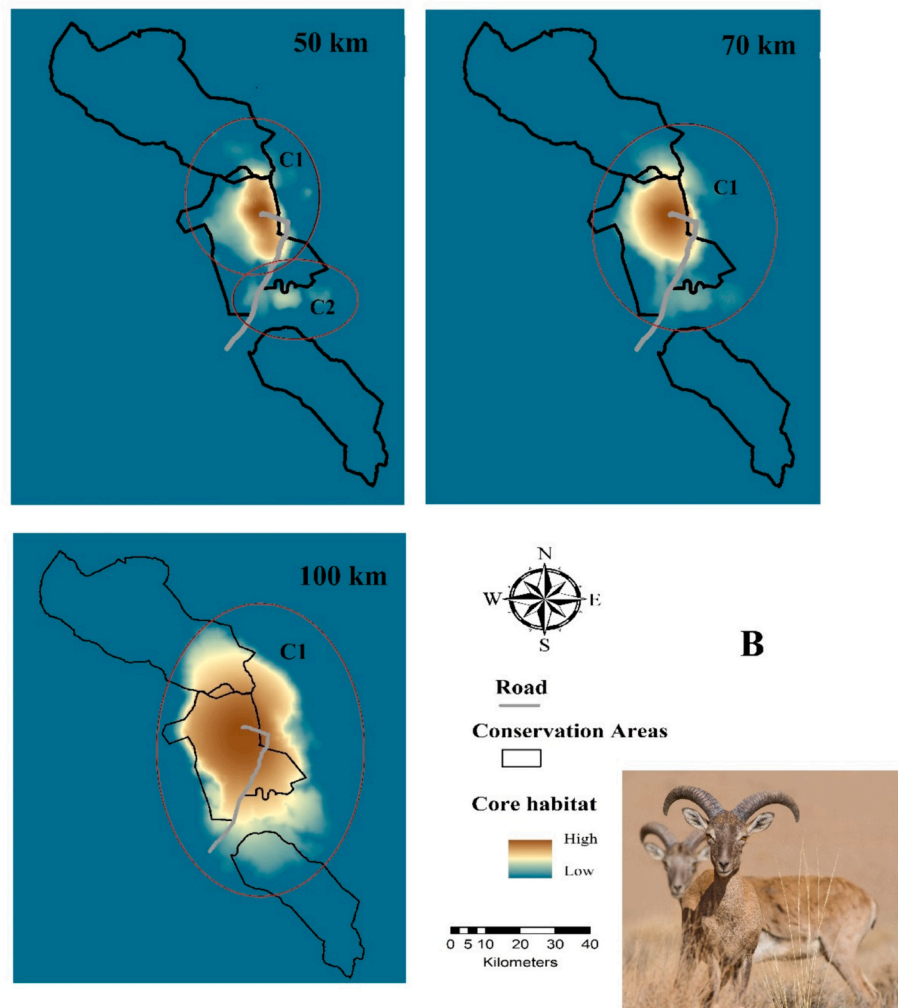 50 km
C1
C2
70 km
C1
100 km
C1
N
W E
S
B
Road
Conservation Areas
Core habitat
High
Low
0 5 10 20 30 40
Kilometers